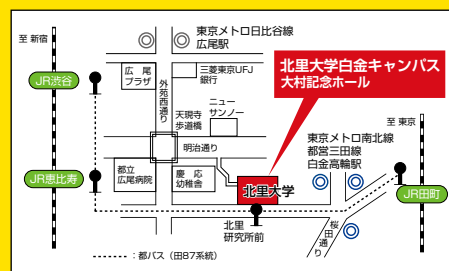 至 新宿
東京メトロ日比谷線
広尾駅
JR渋谷
広尾
プラザ
外苑西通り
三菱東京UFJ
銀行
北里大学白金キャンパス
大村記念ホール
天現寺
歩道橋
ニュー
サンノー
至 東京
明治通り
東京メトロ南北線
都営三田線
白金高輪駅
JR恵比寿
都立
広尾病院
慶応
幼稚舎
北里大学
JR田町
北里
研究所前
桜田通り
：都バス（田87系統）